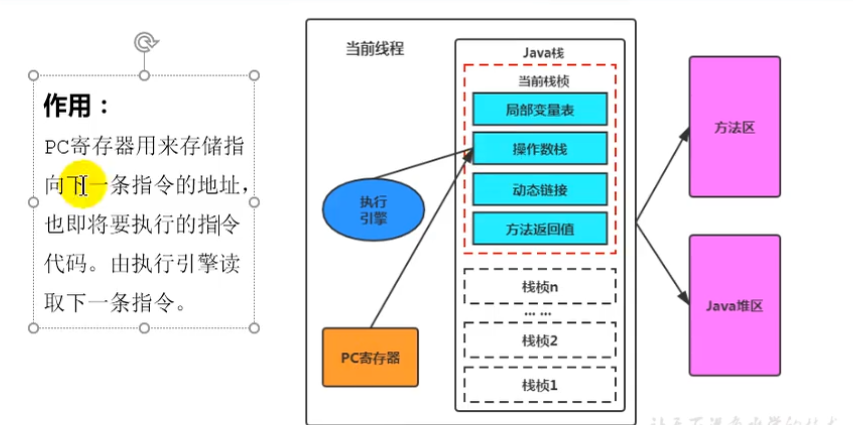 作用：
PC寄存器用来存储指
向下一条指令的地址，
也即将要执行的指令
代码。由执行引擎读
取下一条指令。
当前线程
Java栈
当前栈桢
局部变量表
操作数栈
动态链接
方法返回值
栈桢n
... ...
栈桢2
栈桢1
执行
引擎
PC寄存器
方法区
Java堆区